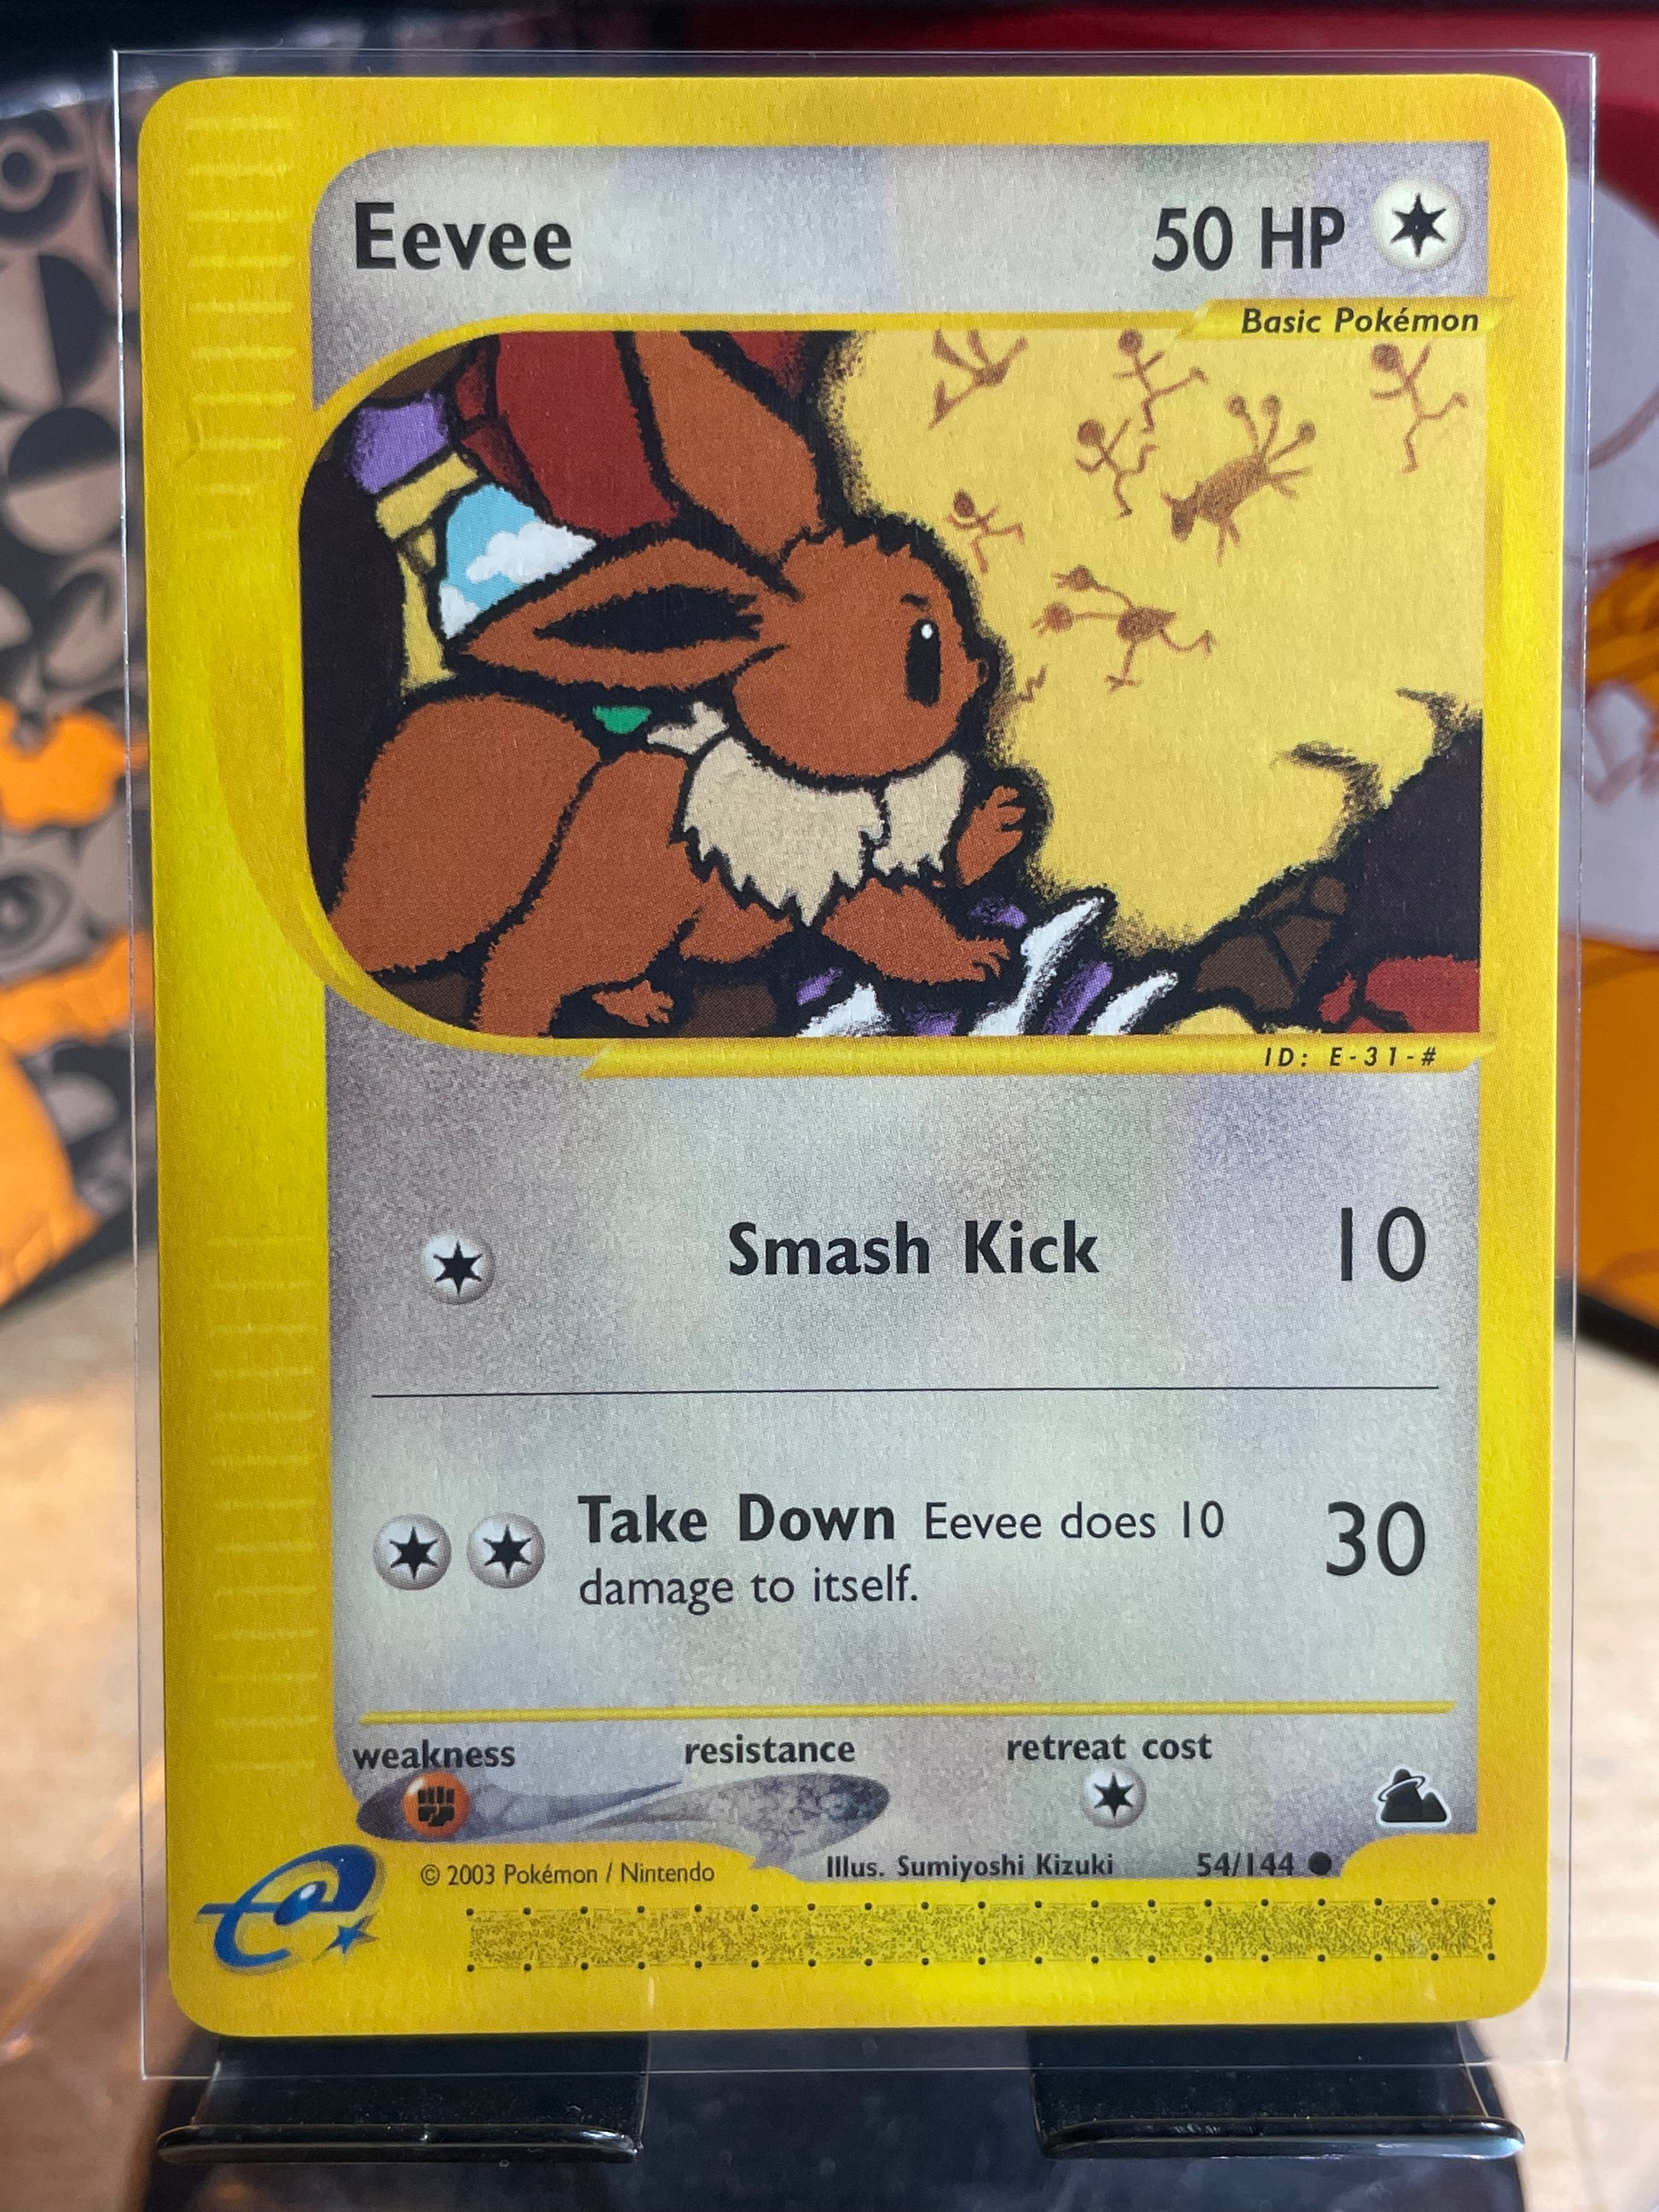 Eevee 50 HP
Basic Pokémon
ID: E-31-#
Smash Kick 10
Take Down Eevee does 10 30
damage to itself.
weakness resistance retreat cost
© 2003 Pokémon / Nintendo Illus. Sumiyoshi Kizuki 54/144 ●
e